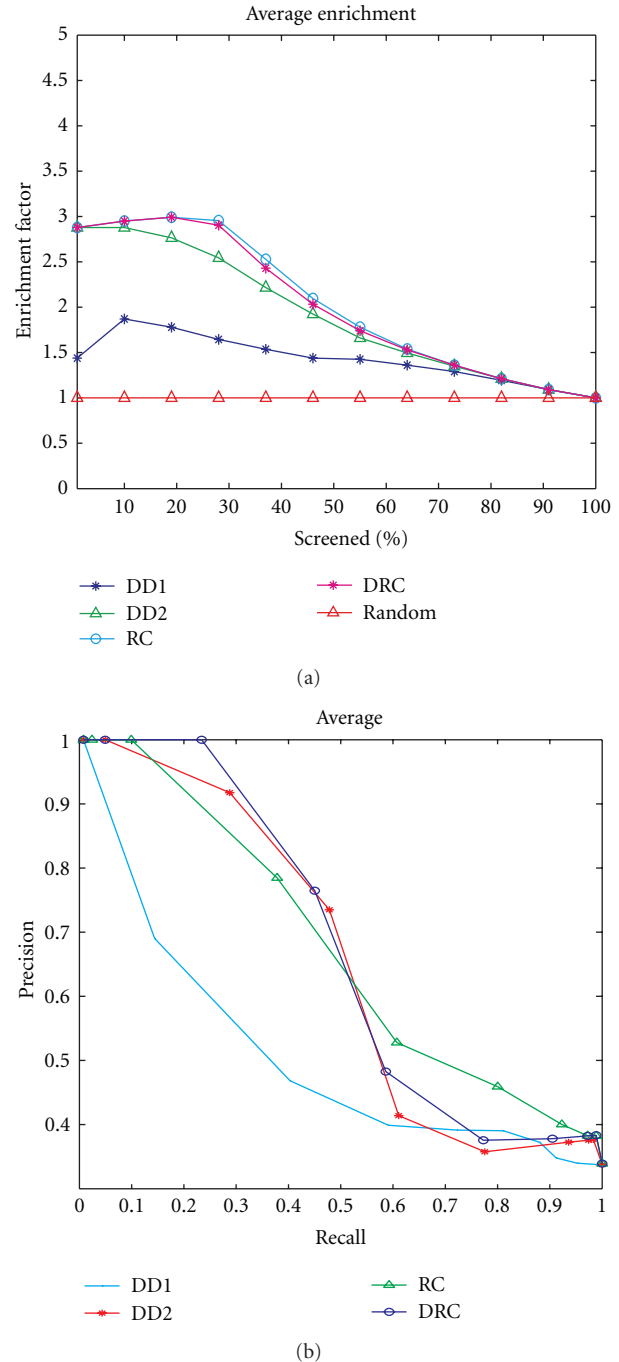 Average enrichment
5
4.5
4
3.5
3
2.5
2
1.5
1
0.5
0
Enrichment factor
10 20 30 40 50 60 70 80 90 100
Screened (%)
DD1
DD2
RC
DRC
Random
(a)
Average
1
0.9
0.8
0.7
0.6
0.5
0.4
Precision
0 0.1 0.2 0.3 0.4 0.5 0.6 0.7 0.8 0.9 1
Recall
DD1
DD2
RC
DRC
(b)